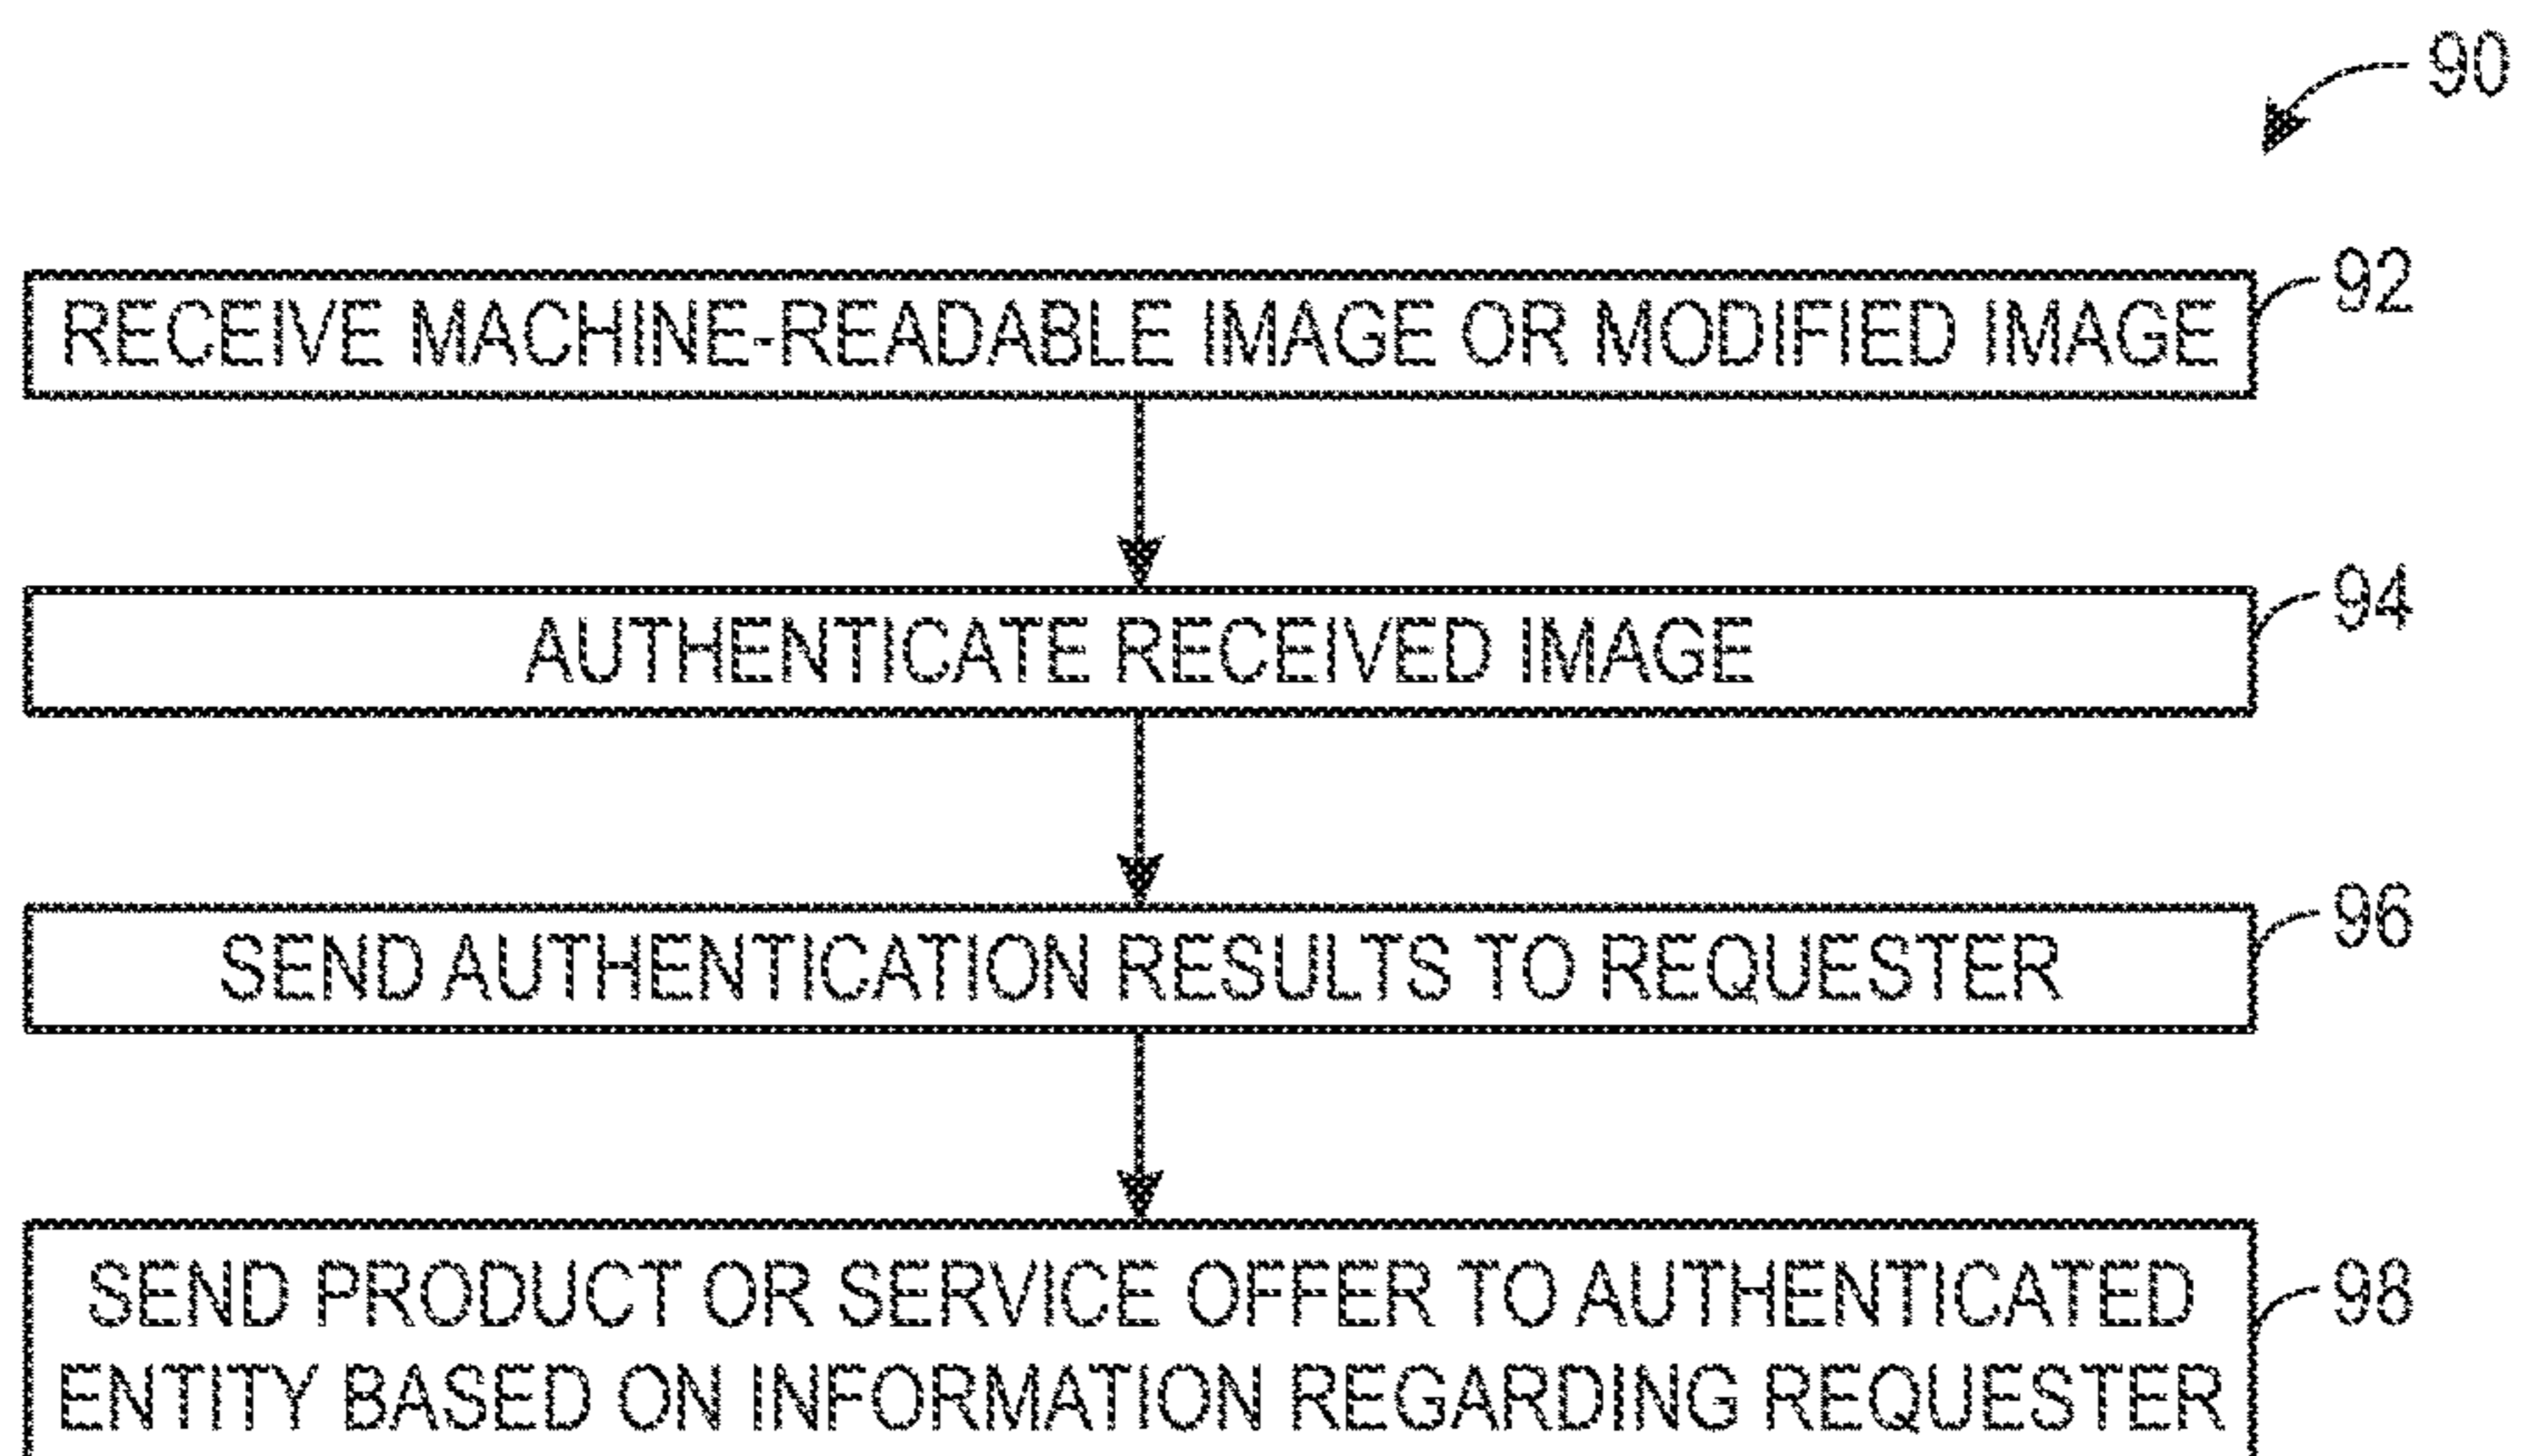 90
RECEIVE MACHINE-READABLE IMAGE OR MODIFIED IMAGE
92
AUTHENTICATE RECEIVED IMAGE
94
SEND AUTHENTICATION RESULTS TO REQUESTER
96
SEND PRODUCT OR SERVICE OFFER TO AUTHENTICATED
98
ENTITY BASED ON INFORMATION REGARDING REQUESTER